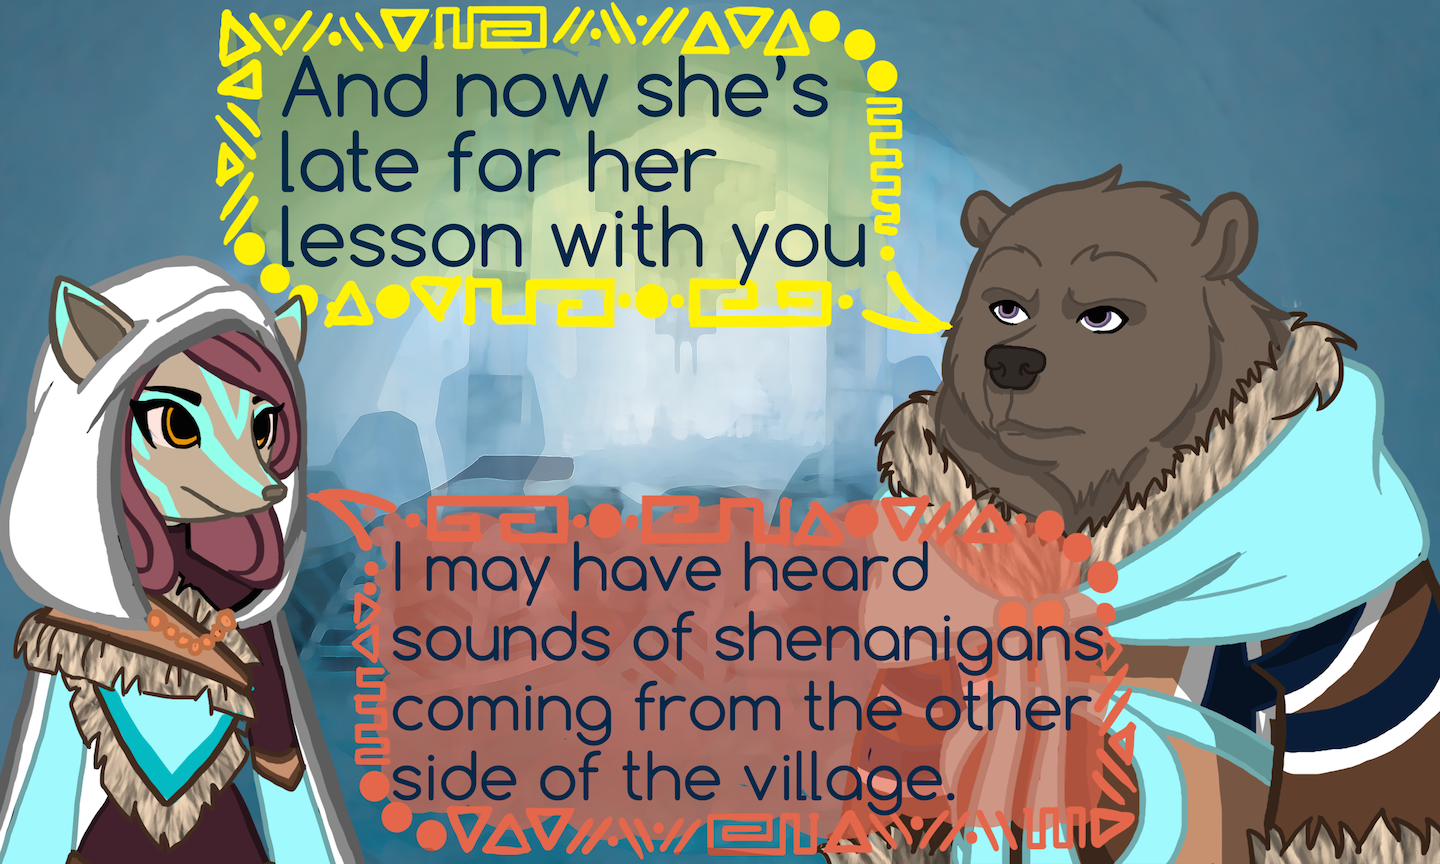 And now she's
late for her
lesson with you
I may have heard
sounds of shenanigans
coming from the other
side of the village.